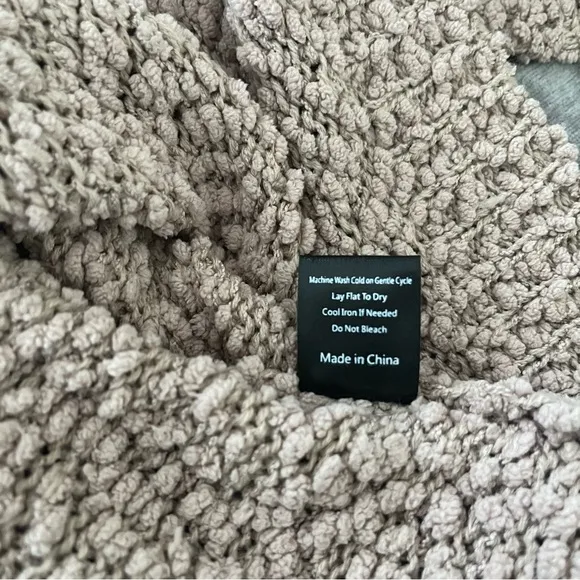 Machine Wash Cold on Gentle Cycle
Lay Flat To Dry
Cool Iron If Needed
Do Not Bleach
Made in China